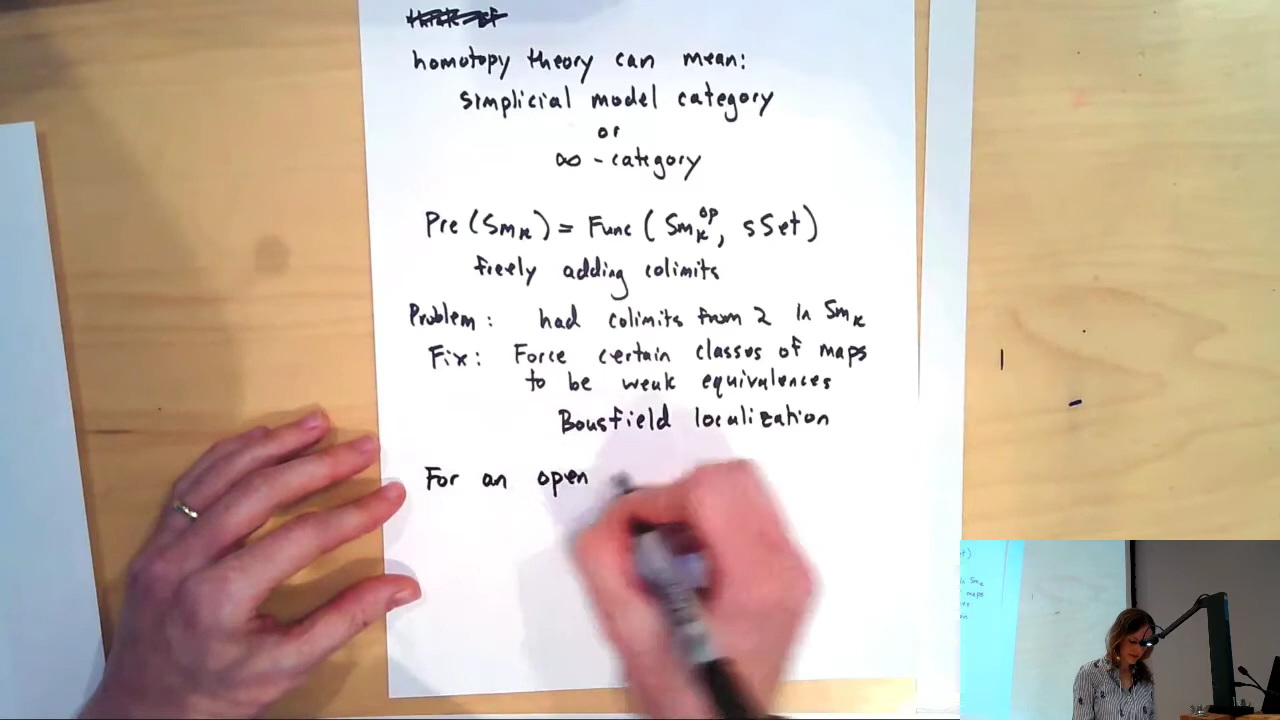 homotopy theory can mean:
simplicial model category
or
∞-category
Pre(Smₖ) = Func(Smₖᵒᵖ, sSet)
freely adding colimits
Problem: had colimits from 2 in Smₖ
Fix: Force certain classes of maps
to be weak equivalences
Bousfield localization
For an open